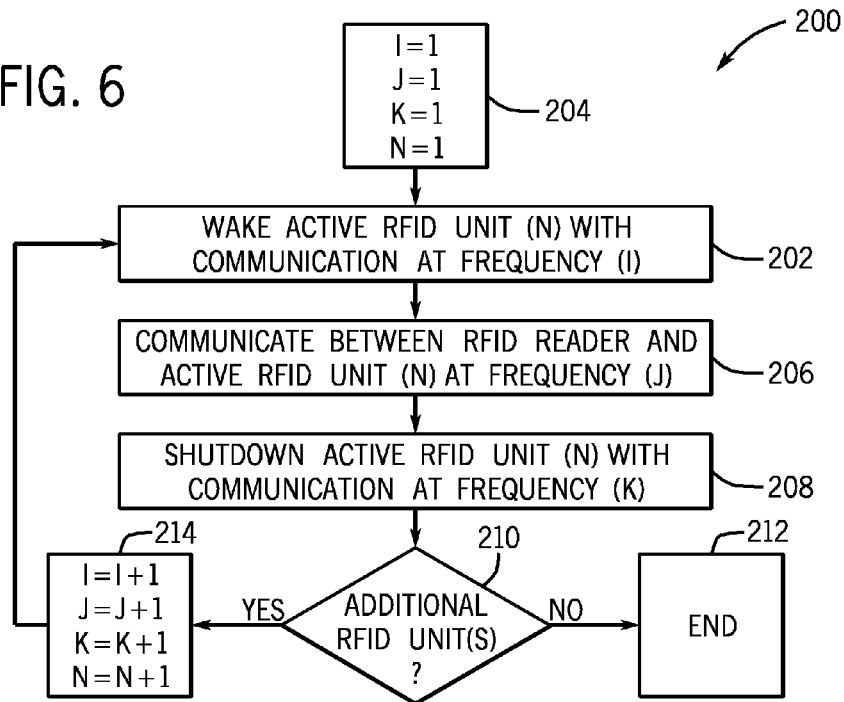 FIG. 6
200
I=1
J=1
K=1
N=1
204
WAKE ACTIVE RFID UNIT (N) WITH
COMMUNICATION AT FREQUENCY (I)
202
COMMUNICATE BETWEEN RFID READER AND
ACTIVE RFID UNIT (N) AT FREQUENCY (J)
206
SHUTDOWN ACTIVE RFID UNIT (N) WITH
COMMUNICATION AT FREQUENCY (K)
208
214
I=I+1
J=J+1
K=K+1
N=N+1
YES
210
ADDITIONAL
RFID UNIT(S)
?
NO
212
END